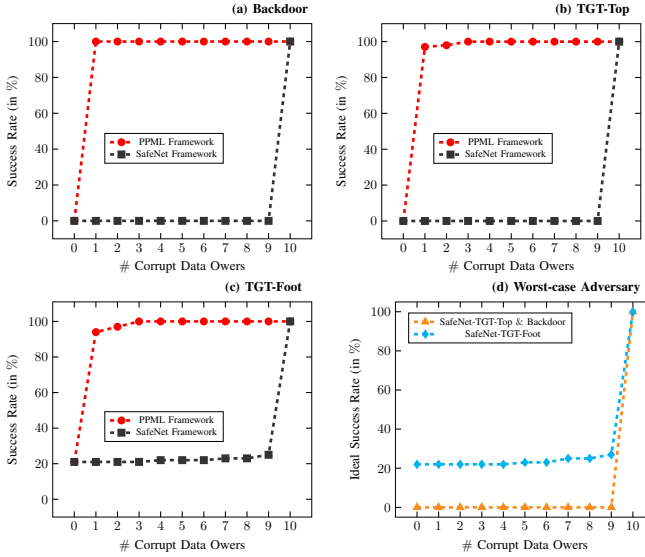 (a) Backdoor
100
80
60
40
20
0
Success Rate (in %)
PPML Framework
SafeNet Framework
0 1 2 3 4 5 6 7 8 9 10
# Corrupt Data Owers
(b) TGT-Top
100
80
60
40
20
0
Success Rate (in %)
PPML Framework
SafeNet Framework
0 1 2 3 4 5 6 7 8 9 10
# Corrupt Data Owers
(c) TGT-Foot
100
80
60
40
20
0
Success Rate (in %)
PPML Framework
SafeNet Framework
0 1 2 3 4 5 6 7 8 9 10
# Corrupt Data Owers
(d) Worst-case Adversary
100
80
60
40
20
0
Ideal Success Rate (in %)
SafeNet-TGT-Top & Backdoor
SafeNet-TGT-Foot
0 1 2 3 4 5 6 7 8 9 10
# Corrupt Data Owers